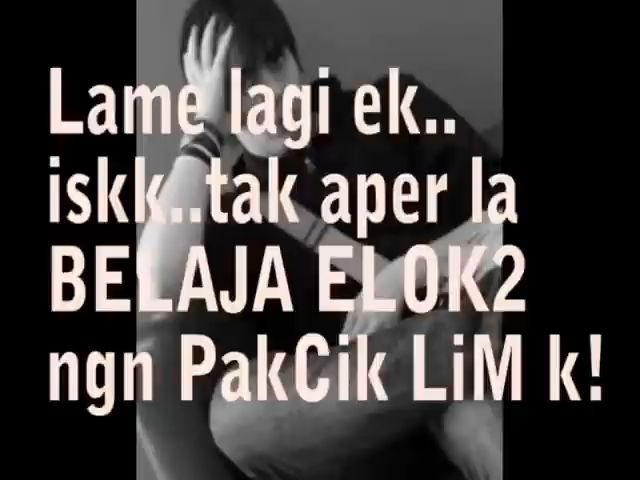 Lame lagi ek..
iskk..tak aper la
BELAJA ELOK2
ngn PakCik LiM k!